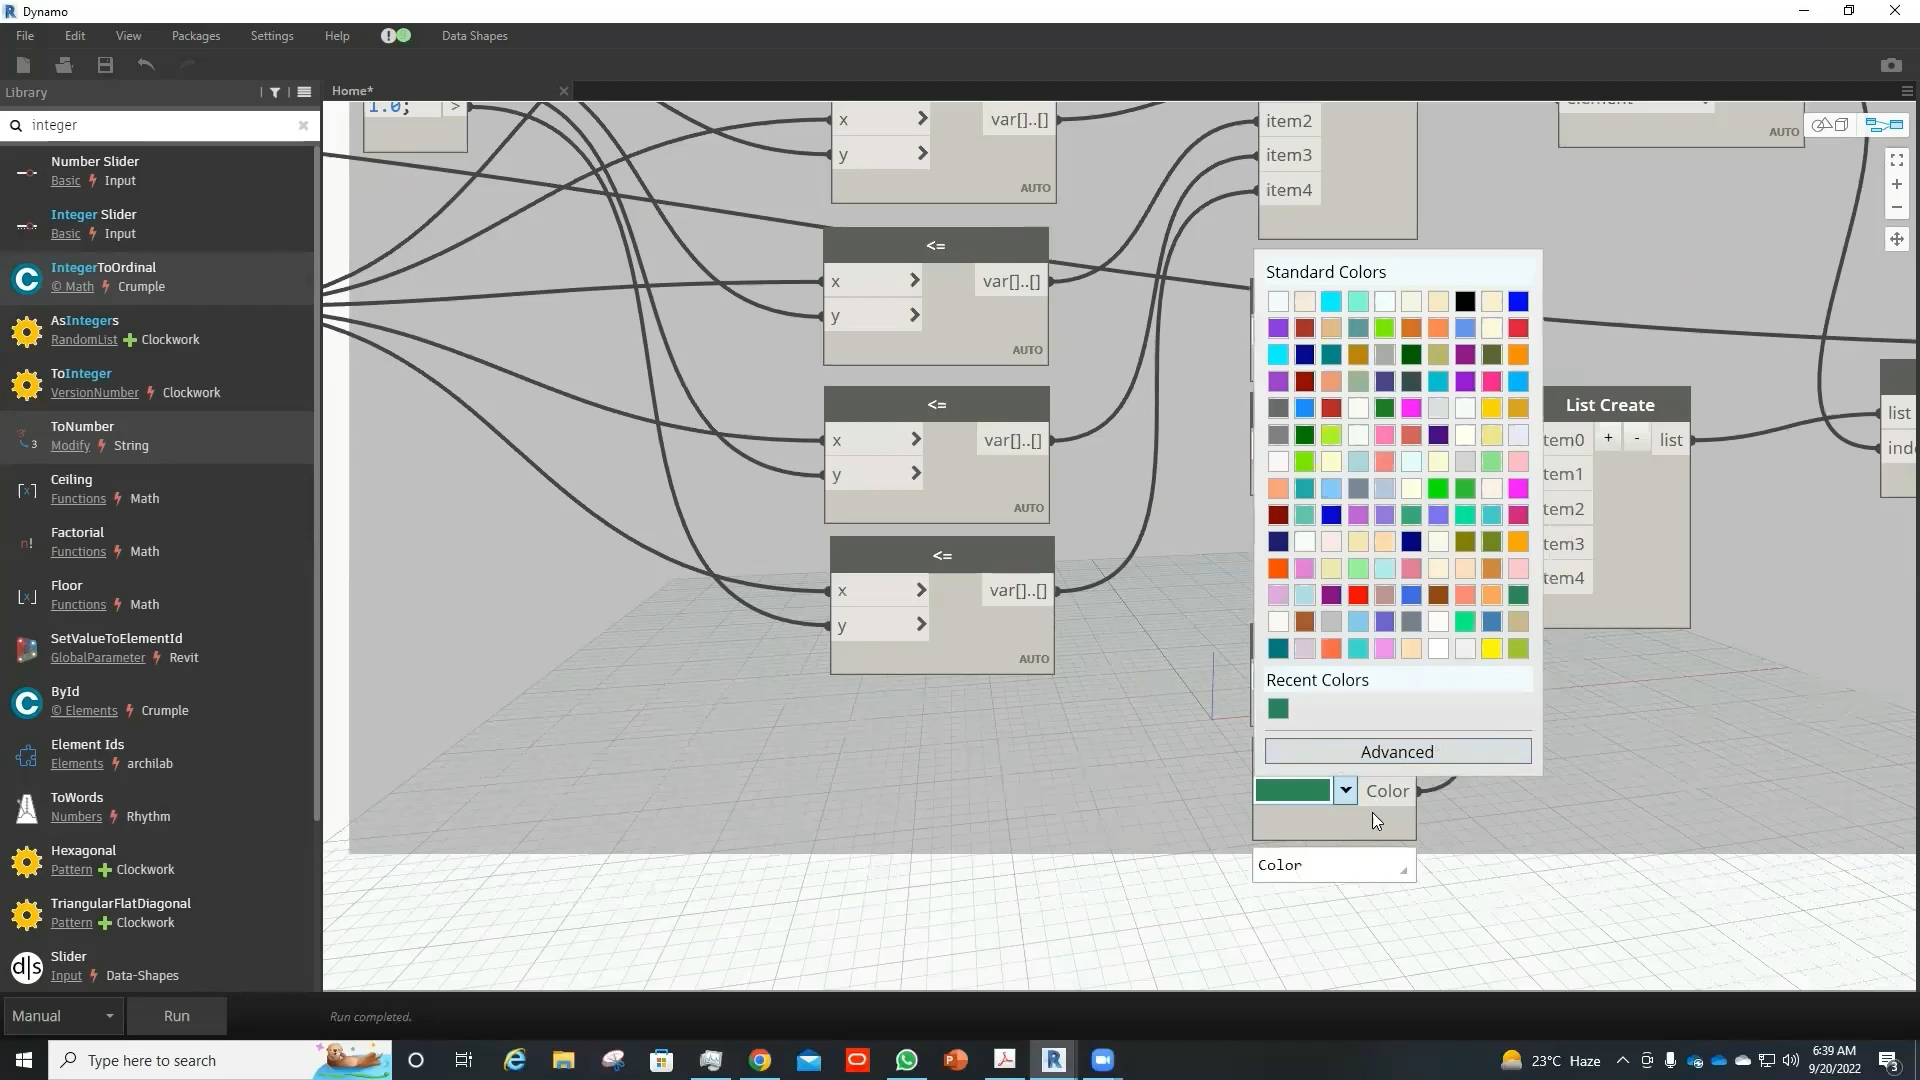 Dynamo
File Edit View Packages Settings Help Data Shapes
Library
Home*
integer
Number Slider
Basic Input
Integer Slider
Basic Input
IntegerToOrdinal
© Math Crumple
AsIntegers
RandomList Clockwork
ToInteger
VersionNumber Clockwork
ToNumber
Modify String
Ceiling
Functions Math
Factorial
Functions Math
Floor
Functions Math
SetValueToElementId
GlobalParameter Revit
ById
© Elements Crumple
Element Ids
Elements archilab
ToWords
Numbers Rhythm
Hexagonal
Pattern Clockwork
TriangularFlatDiagonal
Pattern Clockwork
Slider
Input Data-Shapes
Manual Run
Run completed.
1.0; >
x > var[]..[]
y >
AUTO
<=
x > var[]..[]
y >
AUTO
<=
x > var[]..[]
y >
AUTO
<=
x > var[]..[]
y >
AUTO
item2
item3
item4
AUTO
Standard Colors
Recent Colors
Advanced
Color
Color
List Create
tem0 + - list
tem1
tem2
tem3
tem4
list
inde
Type here to search
23°C Haze
6:39 AM
9/20/2022
3